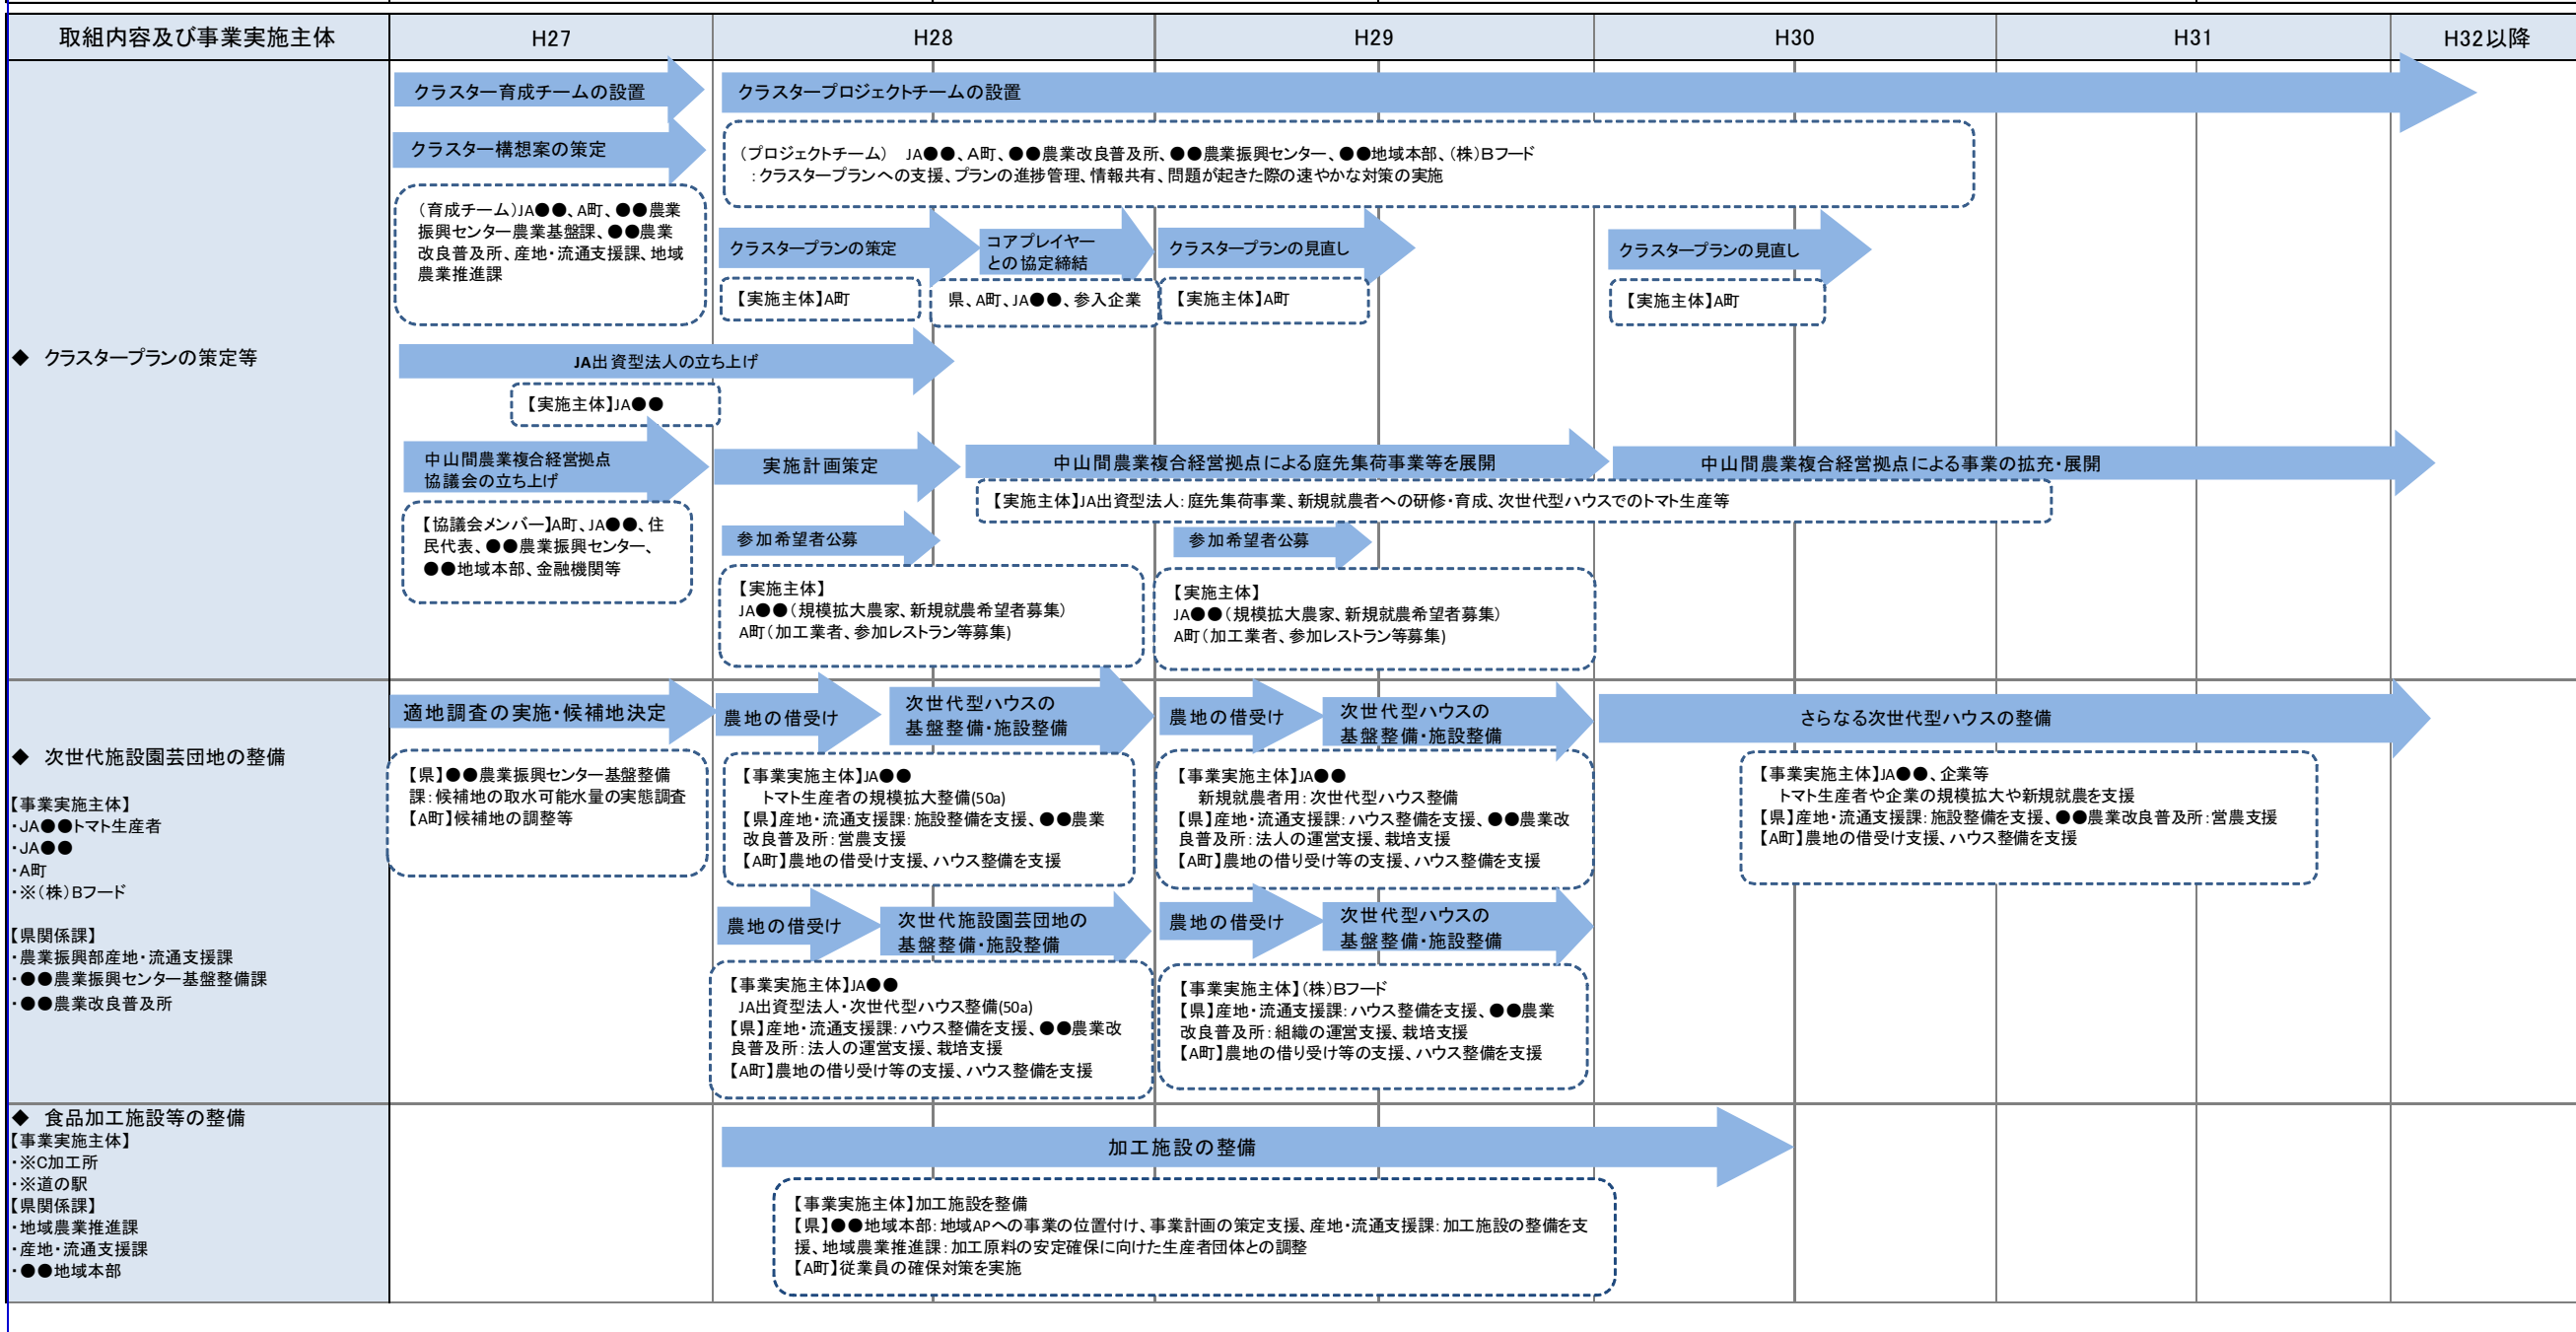 取組内容及び事業実施主体
H27
H28
H29
H30
H31
H32以降
◆ クラスタープランの策定等
クラスター育成チームの設置
クラスタープロジェクトチームの設置
クラスター構想案の策定
(プロジェクトチーム) JA●●、A町、●●農業改良普及所、●●農業振興センター、●●地域本部、(株)Bフード
:クラスタープランへの支援、プランの進捗管理、情報共有、問題が起きた際の速やかな対策の実施
(育成チーム)JA●●、A町、●●農業
振興センター農業基盤課、●●農業
改良普及所、産地・流通支援課、地域
農業推進課
クラスタープランの策定
コアプレイヤー
との協定締結
クラスタープランの見直し
クラスタープランの見直し
【実施主体】A町
県、A町、JA●●、参入企業
【実施主体】A町
【実施主体】A町
JA出資型法人の立ち上げ
【実施主体】JA●●
中山間農業複合経営拠点
協議会の立ち上げ
実施計画策定
中山間農業複合経営拠点による庭先集荷事業等を展開
中山間農業複合経営拠点による事業の拡充・展開
【実施主体】JA出資型法人:庭先集荷事業、新規就農者への研修・育成、次世代型ハウスでのトマト生産等
【協議会メンバー】A町、JA●●、住
民代表、●●農業振興センター、
●●地域本部、金融機関等
参加希望者公募
参加希望者公募
【実施主体】
JA●●(規模拡大農家、新規就農希望者募集)
A町(加工業者、参加レストラン等募集)
【実施主体】
JA●●(規模拡大農家、新規就農希望者募集)
A町(加工業者、参加レストラン等募集)
◆ 次世代施設園芸団地の整備
【事業実施主体】
・JA●●トマト生産者
・JA●●
・A町
・※(株)Bフード
【県関係課】
・農業振興部産地・流通支援課
・●●農業振興センター基盤整備課
・●●農業改良普及所
適地調査の実施・候補地決定
農地の借受け
次世代型ハウスの
基盤整備・施設整備
農地の借受け
次世代型ハウスの
基盤整備・施設整備
さらなる次世代型ハウスの整備
【県】●●農業振興センター基盤整備
課:候補地の取水可能水量の実態調査
【A町】候補地の調整等
【事業実施主体】JA●●
トマト生産者の規模拡大整備(50a)
【県】産地・流通支援課:施設整備を支援、●●農業
改良普及所:営農支援
【A町】農地の借受け支援、ハウス整備を支援
【事業実施主体】JA●●
新規就農者用:次世代型ハウス整備
【県】産地・流通支援課:ハウス整備を支援、●●農業改
良普及所:法人の運営支援、栽培支援
【A町】農地の借り受け等の支援、ハウス整備を支援
【事業実施主体】JA●●、企業等
トマト生産者や企業の規模拡大や新規就農を支援
【県】産地・流通支援課:施設整備を支援、●●農業改良普及所:営農支援
【A町】農地の借受け支援、ハウス整備を支援
農地の借受け
次世代施設園芸団地の
基盤整備・施設整備
農地の借受け
次世代型ハウスの
基盤整備・施設整備
【事業実施主体】JA●●
JA出資型法人・次世代型ハウス整備(50a)
【県】産地・流通支援課:ハウス整備を支援、●●農業改
良普及所:法人の運営支援、栽培支援
【A町】農地の借り受け等の支援、ハウス整備を支援
【事業実施主体】(株)Bフード
【県】産地・流通支援課:ハウス整備を支援、●●農業
改良普及所:組織の運営支援、栽培支援
【A町】農地の借り受け等の支援、ハウス整備を支援
◆ 食品加工施設等の整備
【事業実施主体】
・※C加工所
・※道の駅
【県関係課】
・地域農業推進課
・産地・流通支援課
・●●地域本部
加工施設の整備
【事業実施主体】加工施設を整備
【県】●●地域本部:地域APへの事業の位置付け、事業計画の策定支援、産地・流通支援課:加工施設の整備を支
援、地域農業推進課:加工原料の安定確保に向けた生産者団体との調整
【A町】従業員の確保対策を実施